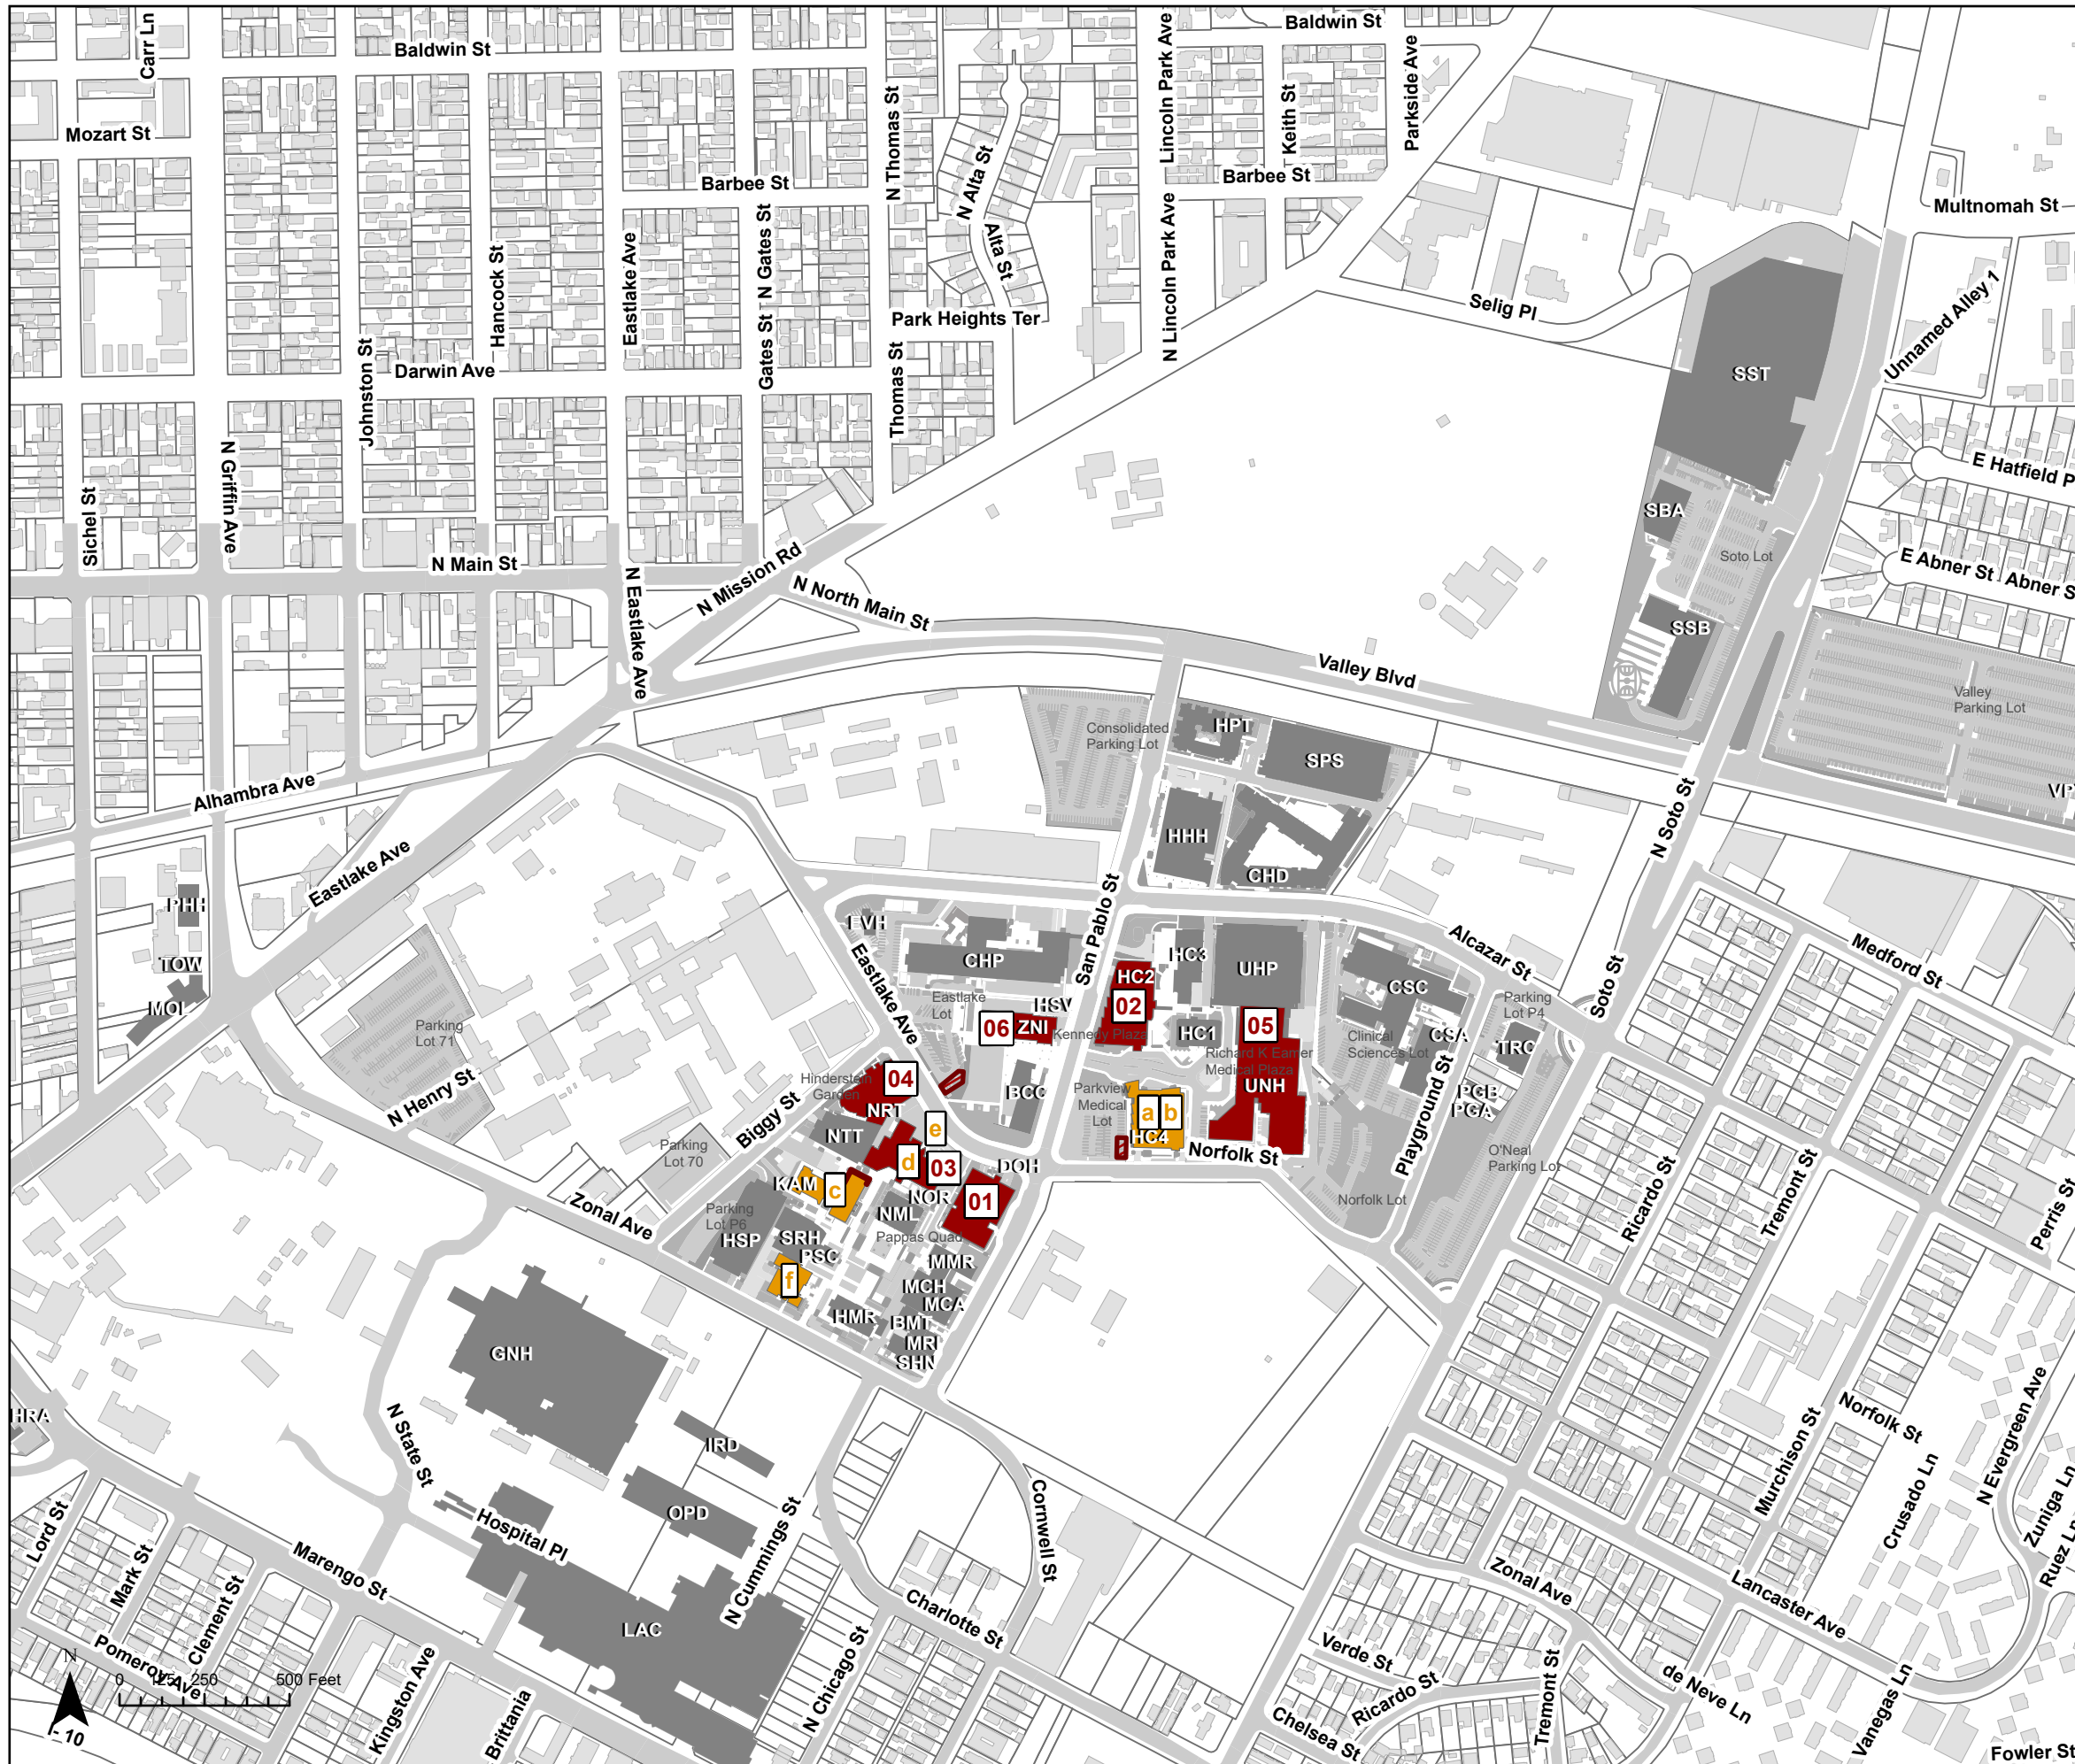 Carr Ln
Baldwin St
Baldwin St
Mozart St
N Thomas St
N Alta St
Alta St
N Lincoln Park Ave
N Lincoln Park Ave
Keith St
Parkside Ave
Barbee St
Barbee St
Multnomah St
Hancock St
Eastlake Ave
N Gates St
Gates St
Park Heights Ter
Selig Pl
Unnamed Alley 1
Johnston St
Darwin Ave
Thomas St
SST
N Griffin Ave
Sichel St
E Hatfield P
SBA
Soto Lot
N Main St
N Mission Rd
N North Main St
N Eastlake Ave
E Abner St
Abner S
SSB
Valley Blvd
Valley
Parking Lot
Consolidated
Parking Lot
HPT
SPS
Alhambra Ave
N Soto St
HHH
CHD
Eastlake Ave
PHH
TOW
MOL
San Pablo St
Alcazar St
Medford St
CHP
Eastlake Ave
HC3
UHP
HC2
02
CSC
Soto St
Eastlake
Lot
HSV
06
ZNI
Kennedy Plaza
HC1
05
Richard K Eamer
Medical Plaza
UNH
Clinical
Sciences Lot
CSA
Parking
Lot P4
TRC
Parking
Lot 71
N Henry St
Hinderstein
Garden
04
NRT
BCC
Parkview
Medical
Lot
a
b
HC4
PGB
PGA
Playground St
Biggy St
NTT
e
d
03
DOH
Norfolk St
O'Neal
Parking Lot
Parking
Lot 70
KAM
c
NOR
01
Norfolk Lot
Ricardo St
Tremont St
Perris St
Zonal Ave
Parking
Lot P6
HSP
SRH
PSC
NML
Pappas Quad
f
MMR
MCH
MCA
HMR
BMT
MRI
SHN
GNH
HRA
N State St
IRD
OPD
Hospital Pl
N Cummings St
Cornwell St
Norfolk St
Murchison St
Crusado Ln
N Evergreen Ave
Zuniga Ln
Ruez Ln
Lord St
Mark St
Clement St
Marengo St
LAC
Charlotte St
Zonal Ave
Lancaster Ave
N Chicago St
Verde St
Ricardo St
Tremont St
de Neve Ln
Vanegas Ln
Pomeroy Ave
Kingston Ave
Brittania
Chelsea St
Fowler St
N
0 125 250 500 Feet